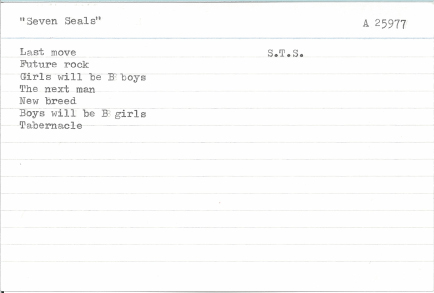 "Seven Seals" A 25977
Last move S.T.S.
Future rock
Girls will be B boys
The next man
New breed
Boys will be B girls
Tabernacle